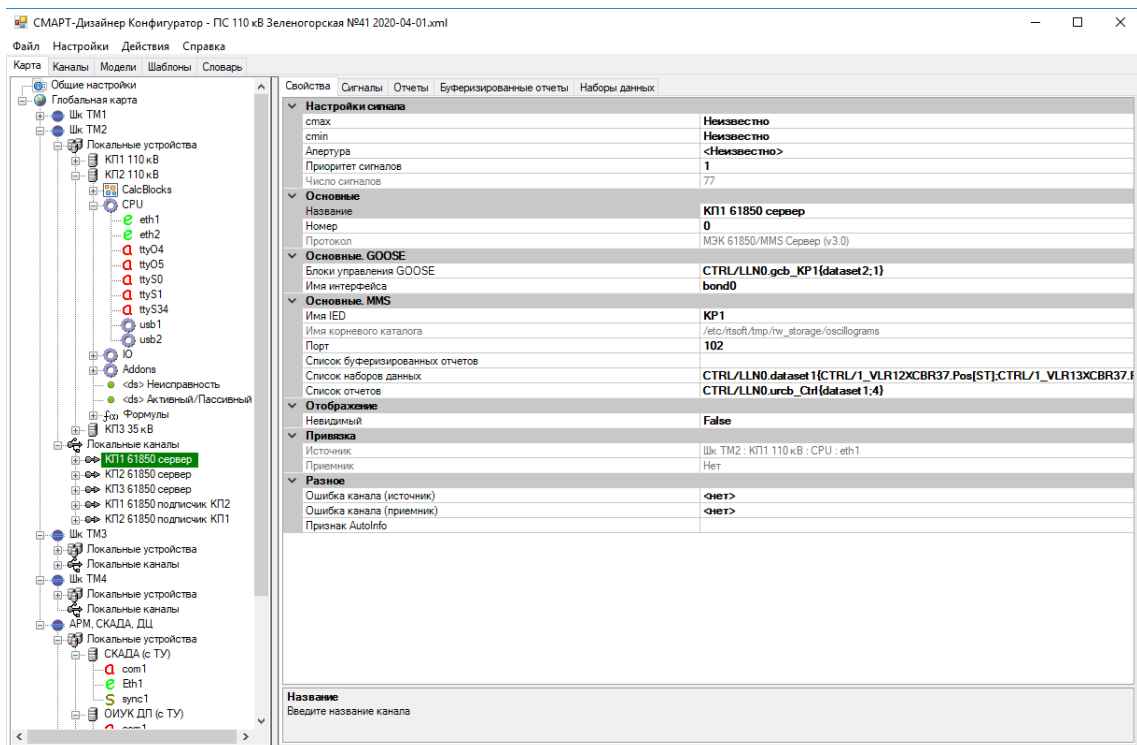 СМАРТ-Дизайнер Конфигуратор - ПС 110 кВ Зеленогорская №41 2020-04-01.xml
Файл Настройки Действия Справка
Карта Каналы Модели Шаблоны Словарь
Общие настройки
Глобальная карта
Шк ТМ1
Шк ТМ2
Локальные устройства
КП1 110 кВ
КП2 110 кВ
CalcBlocks
CPU
eth1
eth2
ttyO4
ttyO5
ttyS0
ttyS1
ttyS34
usb1
usb2
IO
Addons
<ds> Неисправность
<ds> Активный/Пассивный
Формулы
КП3 35 кВ
Локальные каналы
КП1 61850 сервер
КП2 61850 сервер
КП3 61850 сервер
КП1 61850 подписчик КП2
КП2 61850 подписчик КП1
Шк ТМ3
Локальные устройства
Локальные каналы
Шк ТМ4
Локальные устройства
Локальные каналы
АРМ, СКАДА, ДЦ
Локальные устройства
СКАДА (с ТУ)
com1
Eth1
sync1
ОИУК ДП (с ТУ)
com1
Свойства Сигналы Отчеты Буферизированные отчеты Наборы данных
Настройки сигнала
cmax Неизвестно
cmin Неизвестно
Апертура <Неизвестно>
Приоритет сигналов 1
Число сигналов 77
Основные
Название КП1 61850 сервер
Номер 0
Протокол МЭК 61850/MMS Сервер (v3.0)
Основные. GOOSE
Блоки управления GOOSE CTRL/LLN0.gcb_KP1{dataset2;1}
Имя интерфейса bond0
Основные. MMS
Имя IED KP1
Имя корневого каталога /etc/rtsoft/tmp/rw_storage/oscillograms
Порт 102
Список буферизированных отчетов
Список наборов данных CTRL/LLN0.dataset1{CTRL/1_VLR12XCBR37.Pos[ST];CTRL/1_VLR13XCBR37.
Список отчетов CTRL/LLN0.urcb_Ctrl{dataset1;4}
Отображение
Невидимый False
Привязка
Источник Шк ТМ2 : КП1 110 кВ : CPU : eth1
Приемник Нет
Разное
Ошибка канала (источник) <нет>
Ошибка канала (приемник) <нет>
Признак AutoInfo
Название
Введите название канала